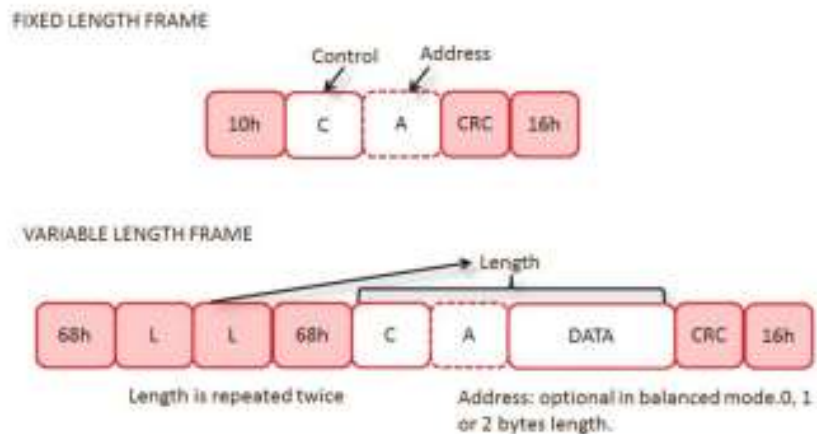 FIXED LENGTH FRAME
Control Address
10h C A CRC 16h
VARIABLE LENGTH FRAME
Length
68h L L 68h C A DATA CRC 16h
Length is repeated twice
Address: optional in balanced mode.0, 1
or 2 bytes length.